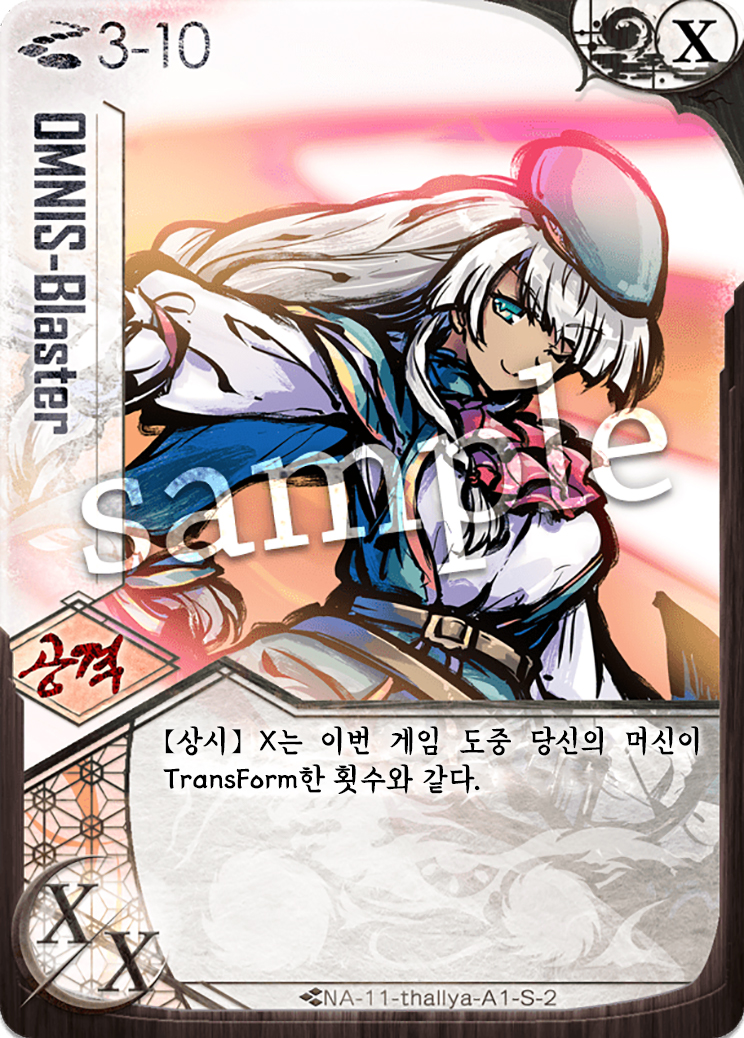 3-10
X
OMNIS-Blaster
sample
공격
【상시】 X는 이번 게임 도중 당신의 머신이
TransForm한 횟수와 같다.
X/X
NA-11-thallya-A1-S-2